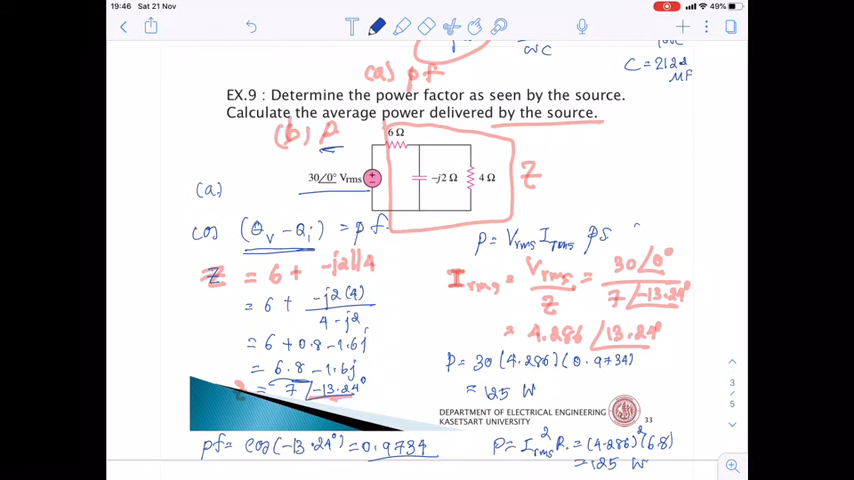 19:46 Sat 21 Nov
49%
ωC
C = 212.2
μF
(a) pf
EX.9 : Determine the power factor as seen by the source.
Calculate the average power delivered by the source.
(b) P
6 Ω
30/0° Vrms
-j2 Ω
4 Ω
Z
(a)
cos (θv - θi) = pf.
P = Vrms Irms pf
Z = 6 + -j2||4
Irms = Vrms / Z = 30/0° / 7/-13.24°
= 6 + -j2(4) / 4-j2
= 4.286 /13.24°
= 6 + 0.8 - 1.6j
P = 30(4.286)(0.9734)
= 6.8 - 1.6j
= 125 W
Z = 7 /-13.24°
DEPARTMENT OF ELECTRICAL ENGINEERING
KASETSART UNIVERSITY
33
3
5
pf = cos(-13.24°) = 0.9734
P = I²rms R. = (4.286)²(6.8)
= 125 W